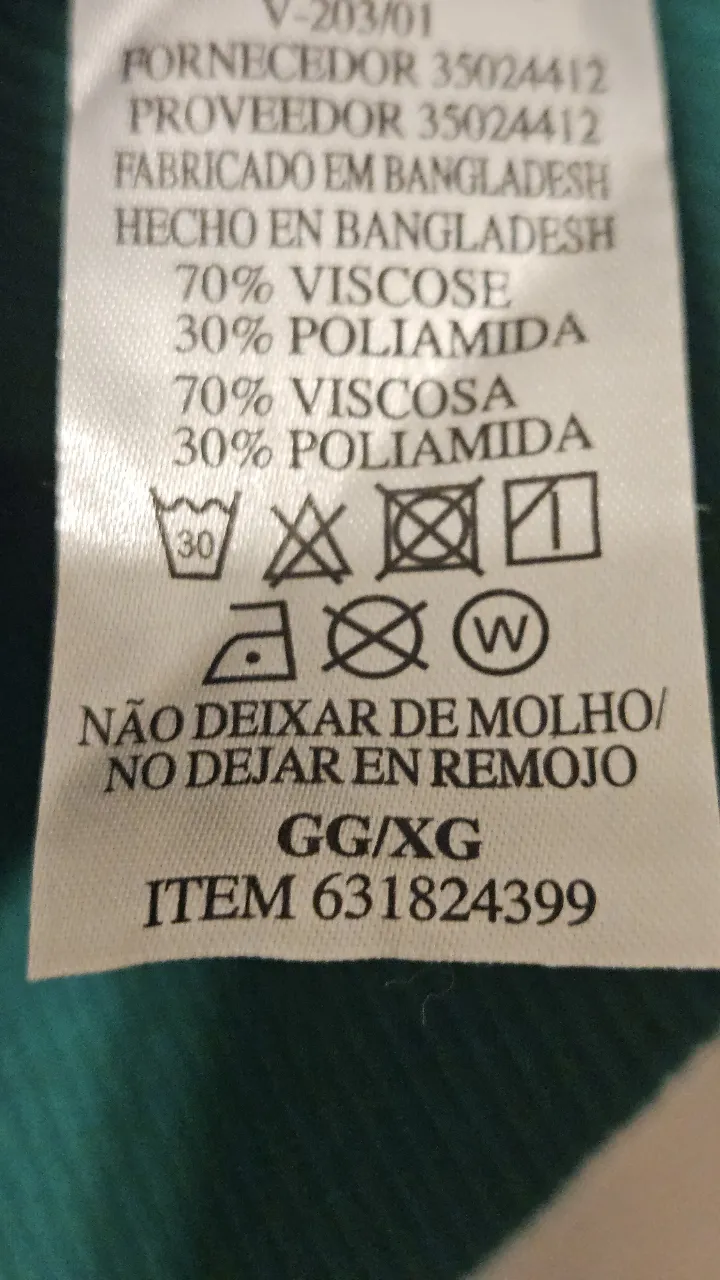 V-203/01
FORNECEDOR 35024412
PROVEEDOR 35024412
FABRICADO EM BANGLADESH
HECHO EN BANGLADESH
70% VISCOSE
30% POLIAMIDA
70% VISCOSA
30% POLIAMIDA
30
W
NÃO DEIXAR DE MOLHO/
NO DEJAR EN REMOJO
GG/XG
ITEM 631824399